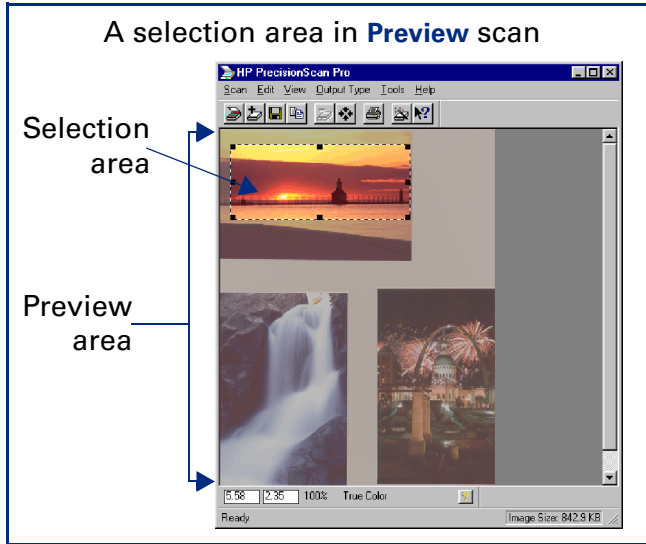 A selection area in Preview scan
HP PrecisionScan Pro
Scan Edit View Output Type Tools Help
Selection
area
Preview
area
5.58 2.35 100% True Color
Ready Image Size: 842.9 KB